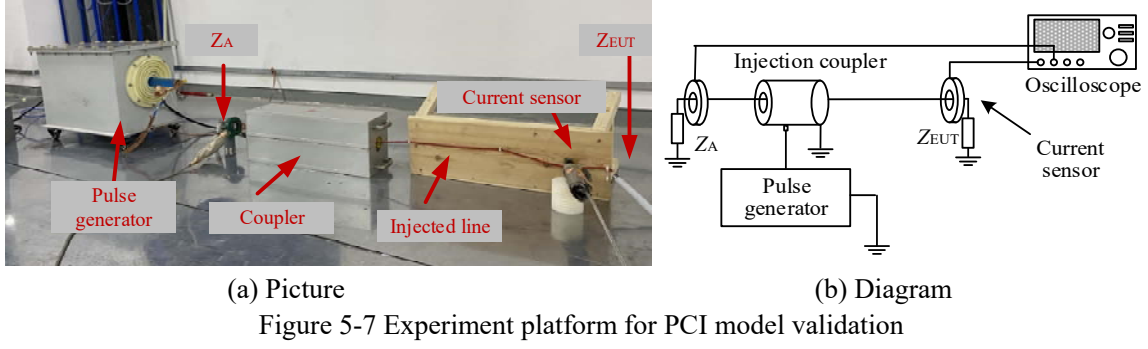 ZA
ZEUT
Current sensor
Pulse
generator
Coupler
Injected line
Injection coupler
Oscilloscope
ZA
ZEUT
Current
sensor
Pulse
generator
(a) Picture
(b) Diagram
Figure 5-7 Experiment platform for PCI model validation